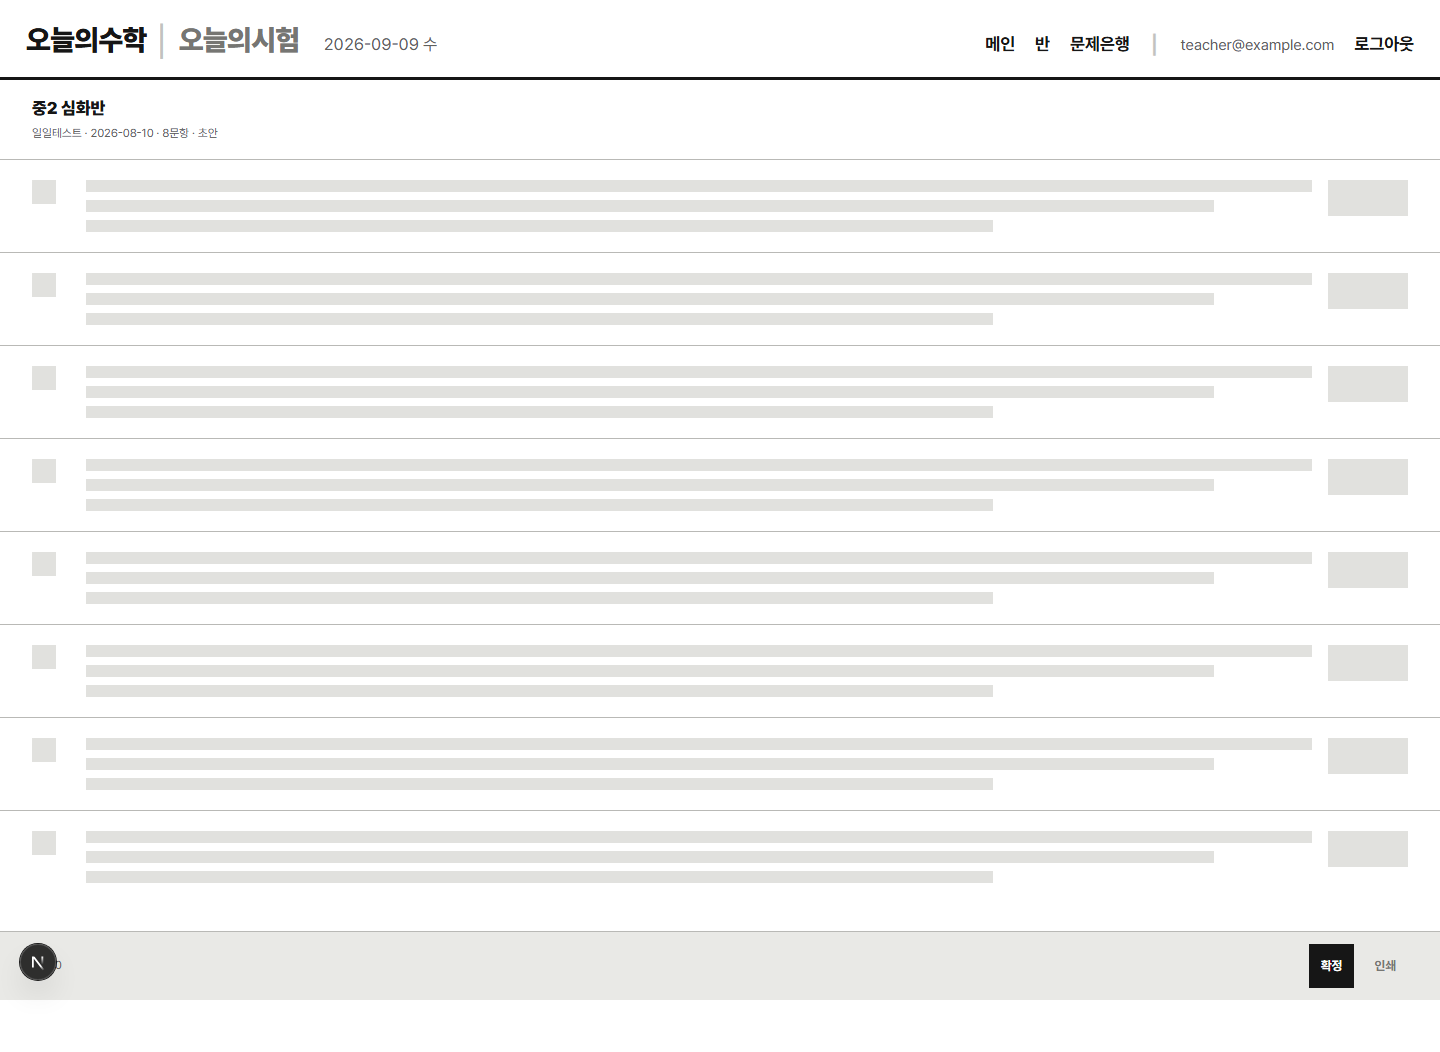 오늘의수학 | 오늘의시험 2026-09-09 수 메인 반 문제은행 | teacher@example.com 로그아웃
중2 심화반
일일테스트 · 2026-08-10 · 8문항 · 초안
확정 인쇄